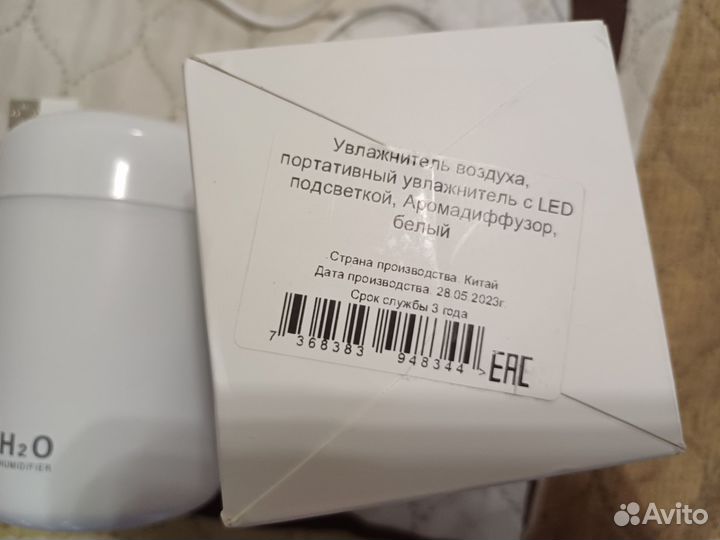 Увлажнитель воздуха,
портативный увлажнитель с LED
подсветкой, Аромадиффузор,
белый
Страна производства. Китай
Дата производства. 28.05.2023г.
Срок службы 3 года
7 368383 948344 >
EAC
H₂O
HUMIDIFIER
Avito